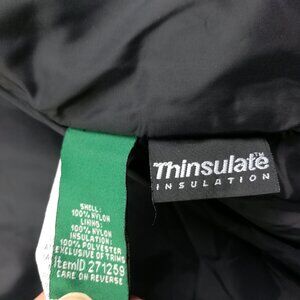 Thinsulate™
INSULATION
SHELL:
100% NYLON
LINING:
100% NYLON
INSULATION:
100% POLYESTER
EXCLUSIVE OF TRIMS
ItemID 271259
CARE ON REVERSE